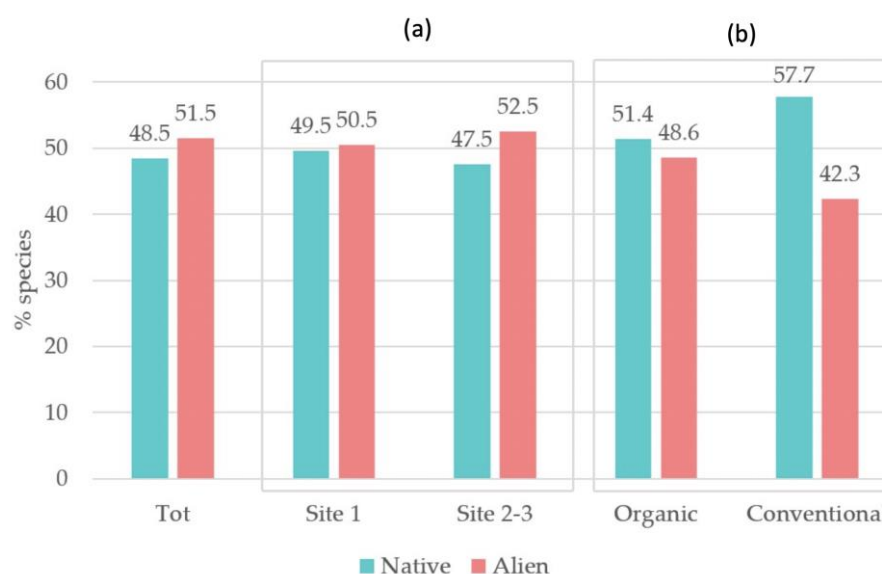 (a) (b)
60
50
40
30
20
10
0
% species
48.5 51.5 49.5 50.5 47.5 52.5 51.4 48.6 57.7 42.3
Tot Site 1 Site 2-3 Organic Conventiona
Native Alien